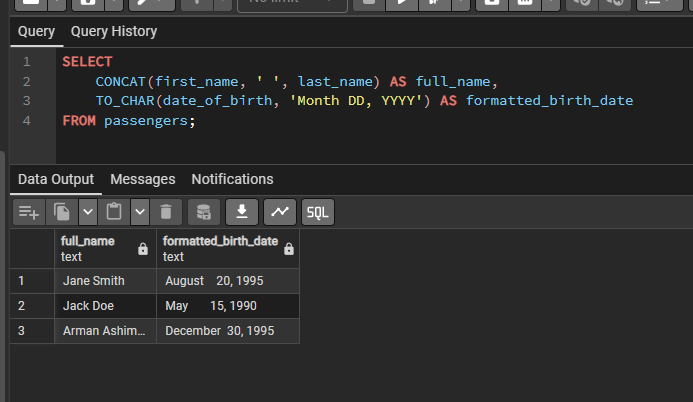 No limit
Query Query History
1 SELECT
2 CONCAT(first_name, ' ', last_name) AS full_name,
3 TO_CHAR(date_of_birth, 'Month DD, YYYY') AS formatted_birth_date
4 FROM passengers;
Data Output Messages Notifications
SQL
full_name formatted_birth_date
text text
1 Jane Smith August    20, 1995
2 Jack Doe May       15, 1990
3 Arman Ashim... December  30, 1995